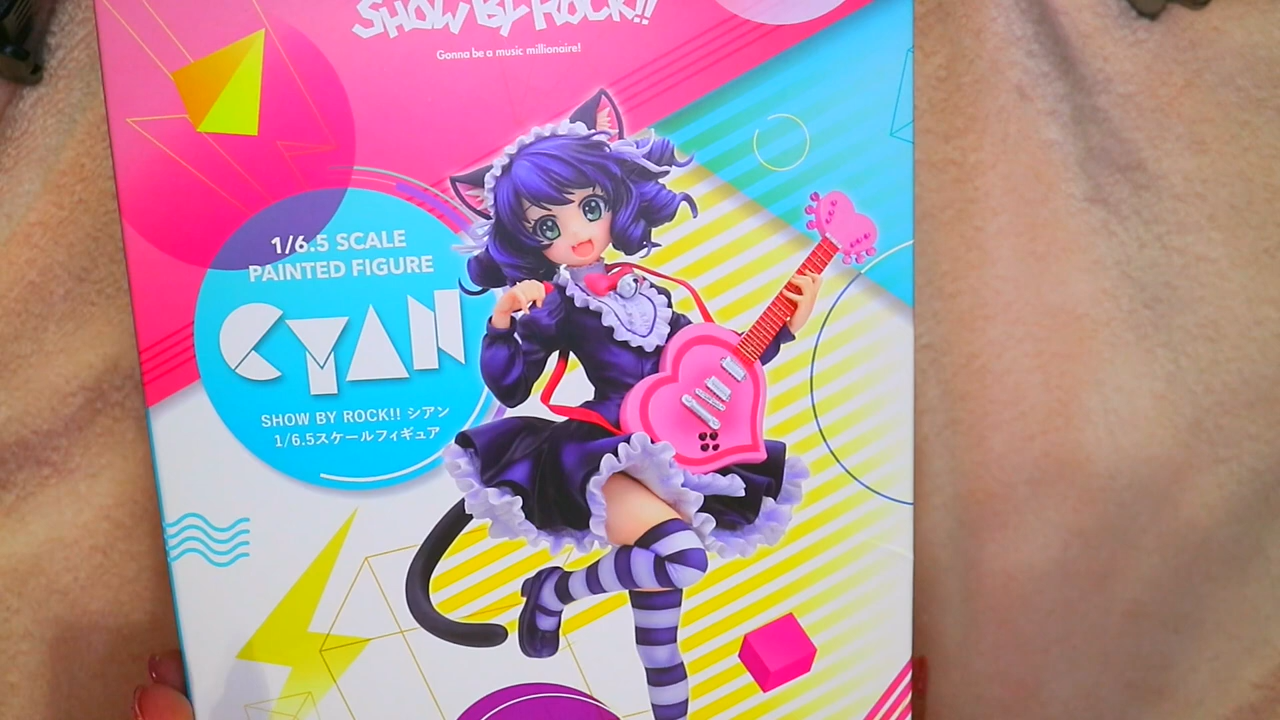 SHOW BY ROCK!!
Gonna be a music millionaire!
1/6.5 SCALE
PAINTED FIGURE
CYAN
SHOW BY ROCK!! シアン
1/6.5スケールフィギュア